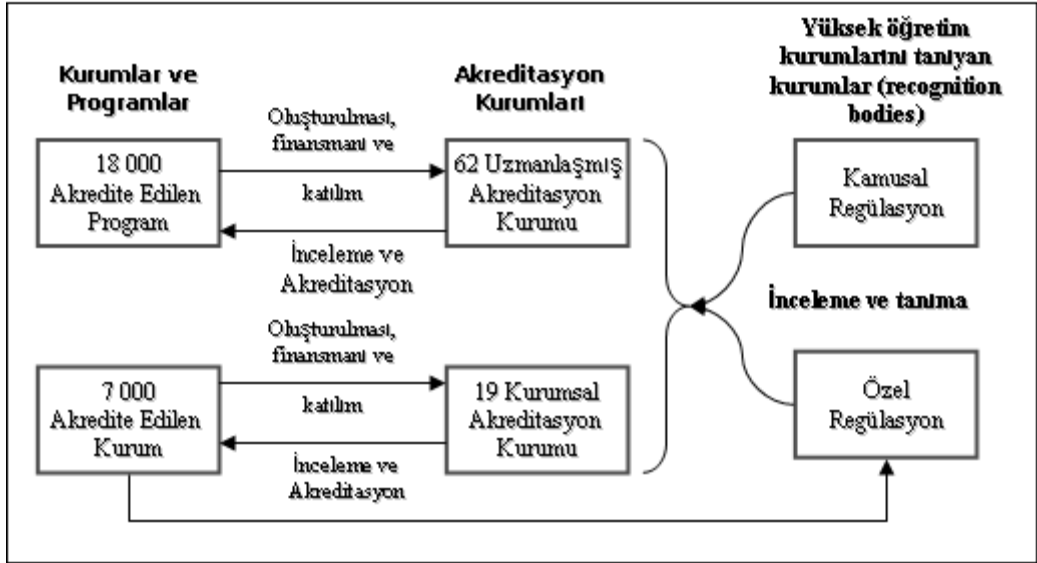 Yüksek öğretim
kurumlarını tanıyan
kurumlar (recognition
bodies)
Kurumlar ve
Programlar
Akreditasyon
Kurumları
Oluşturulması,
finansmanı ve
katılım
18 000
Akredite Edilen
Program
62 Uzmanlaşmış
Akreditasyon
Kurumu
Kamusal
Regülasyon
İnceleme ve
Akreditasyon
İnceleme ve tanıma
Oluşturulması,
finansmanı ve
katılım
7 000
Akredite Edilen
Kurum
19 Kurumsal
Akreditasyon
Kurumu
Özel
Regülasyon
İnceleme ve
Akreditasyon